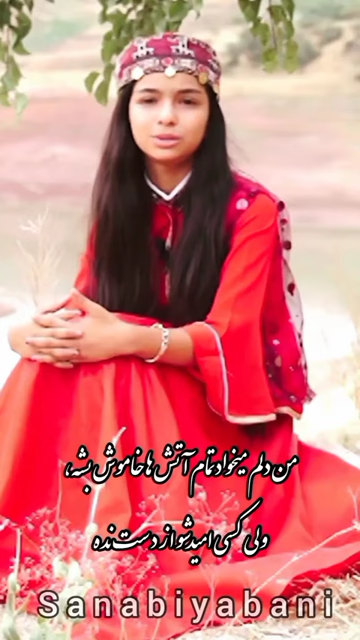 من دلم میخواد تمام آتش ها خاموش بشه،
ولی کسی امیدشو از دست نده
Sanabiyabani